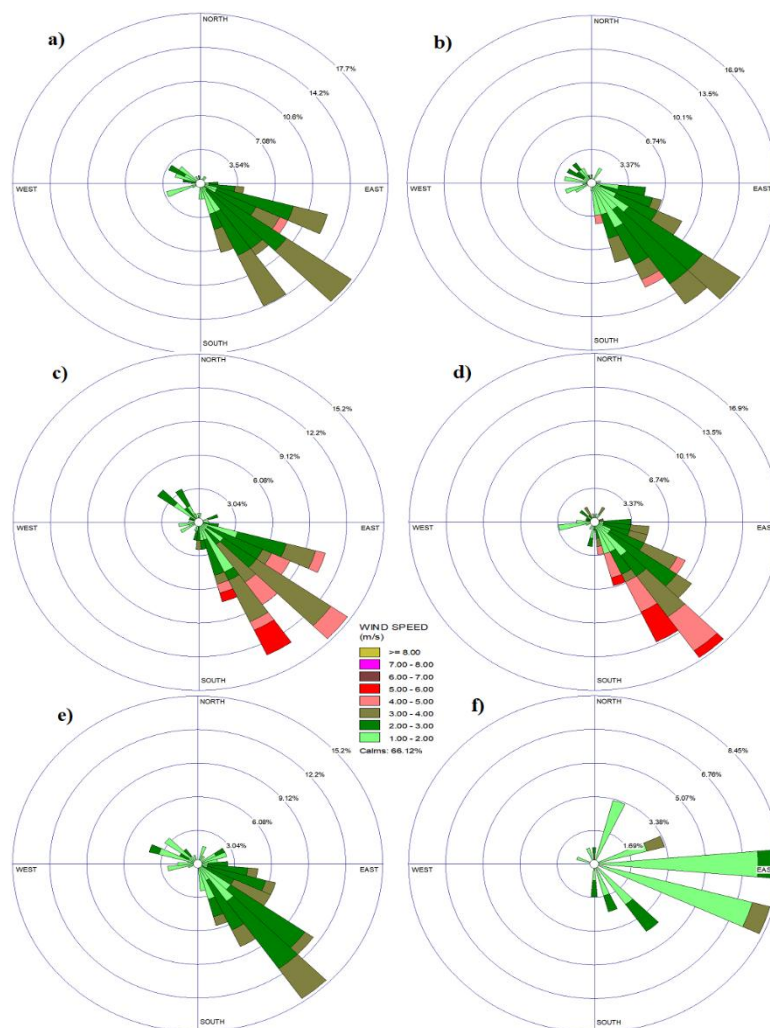 a)
NORTH
17.7%
14.2%
10.6%
7.08%
3.54%
WEST
EAST
SOUTH
b)
NORTH
16.9%
13.5%
10.1%
6.74%
3.37%
WEST
EAST
SOUTH
c)
NORTH
15.2%
12.2%
9.12%
6.08%
3.04%
WEST
EAST
SOUTH
d)
NORTH
16.9%
13.5%
10.1%
6.74%
3.37%
WEST
EAST
SOUTH
WIND SPEED
(m/s)
>= 8.00
7.00 - 8.00
6.00 - 7.00
5.00 - 6.00
4.00 - 5.00
3.00 - 4.00
2.00 - 3.00
1.00 - 2.00
Calms: 66.12%
e)
NORTH
15.2%
12.2%
9.12%
6.08%
3.04%
WEST
EAST
SOUTH
f)
NORTH
8.45%
6.76%
5.07%
3.38%
1.69%
WEST
EAST
SOUTH